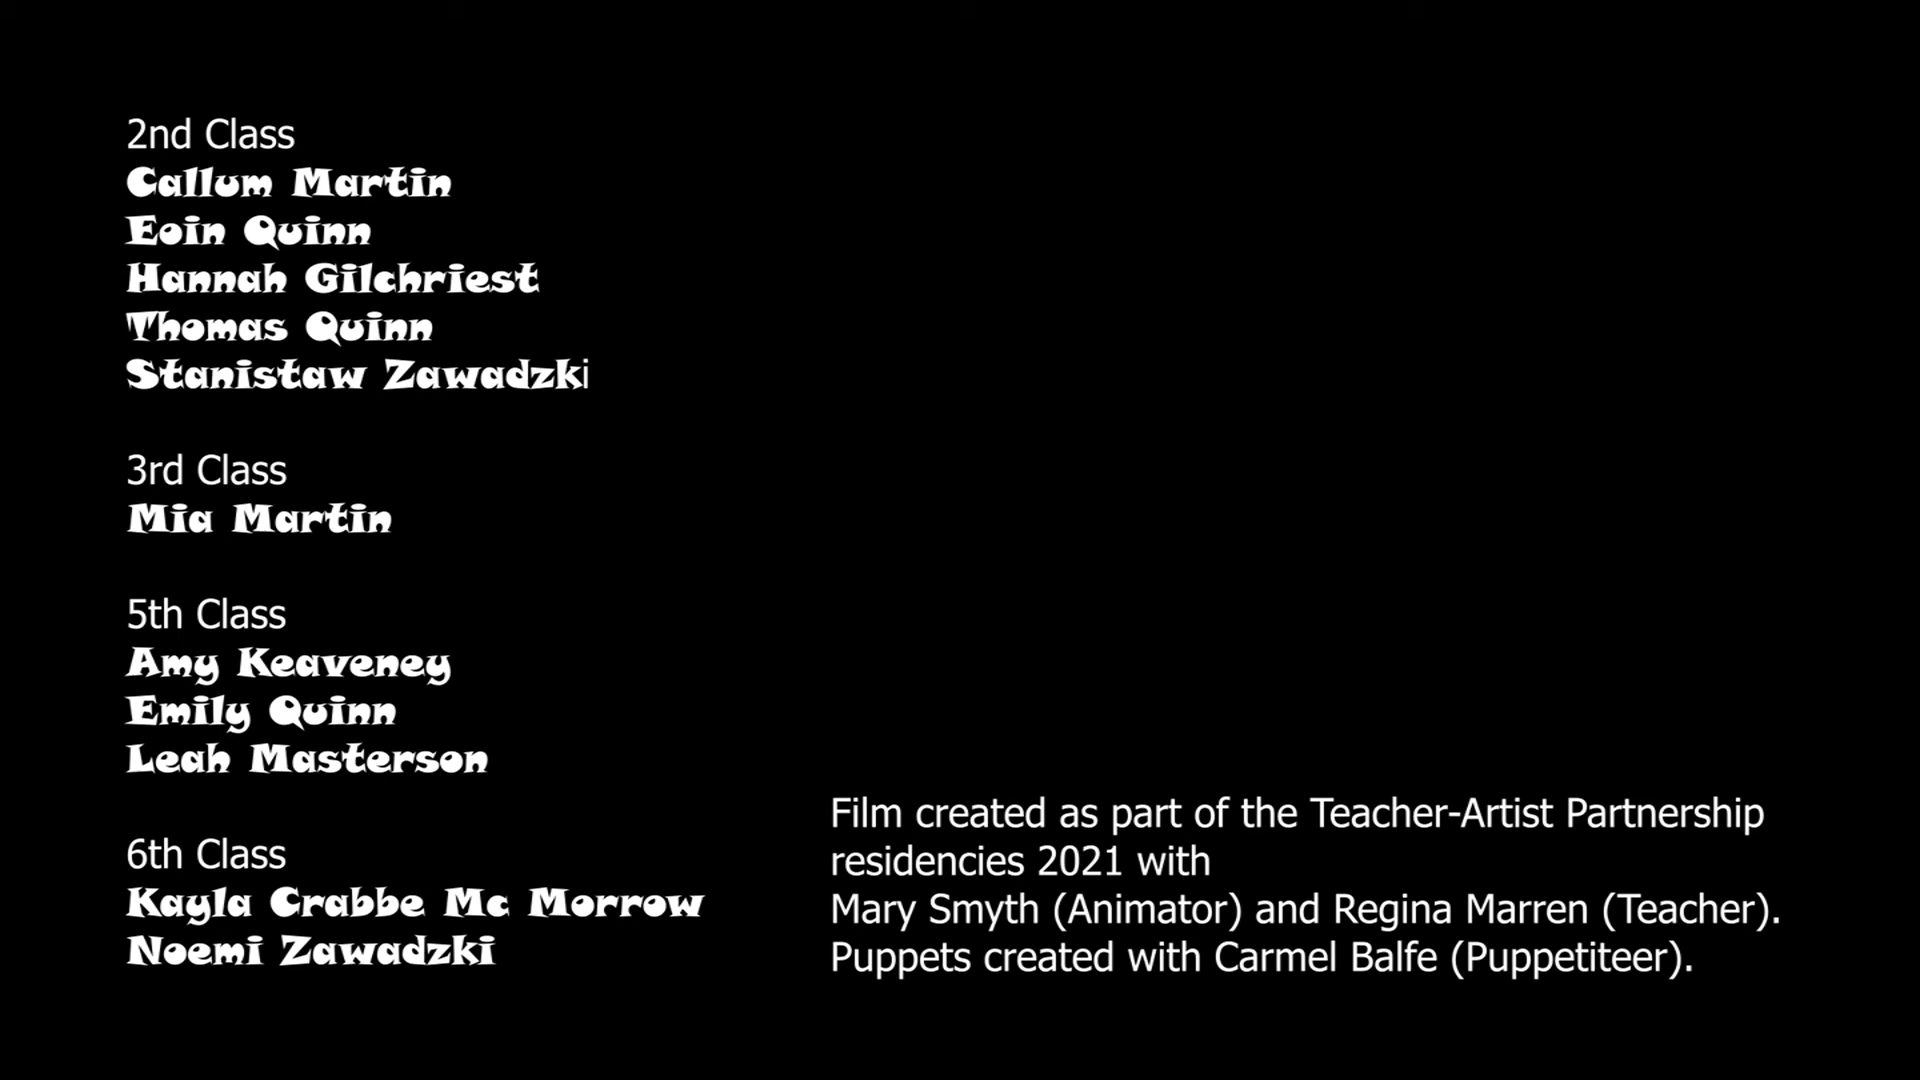 2nd Class
Callum Martin
Eoin Quinn
Hannah Gilchriest
Thomas Quinn
Stanistaw Zawadzki
3rd Class
Mia Martin
5th Class
Amy Keaveney
Emily Quinn
Leah Masterson
6th Class
Kayla Crabbe Mc Morrow
Noemi Zawadzki
Film created as part of the Teacher-Artist Partnership
residencies 2021 with
Mary Smyth (Animator) and Regina Marren (Teacher).
Puppets created with Carmel Balfe (Puppetiteer).